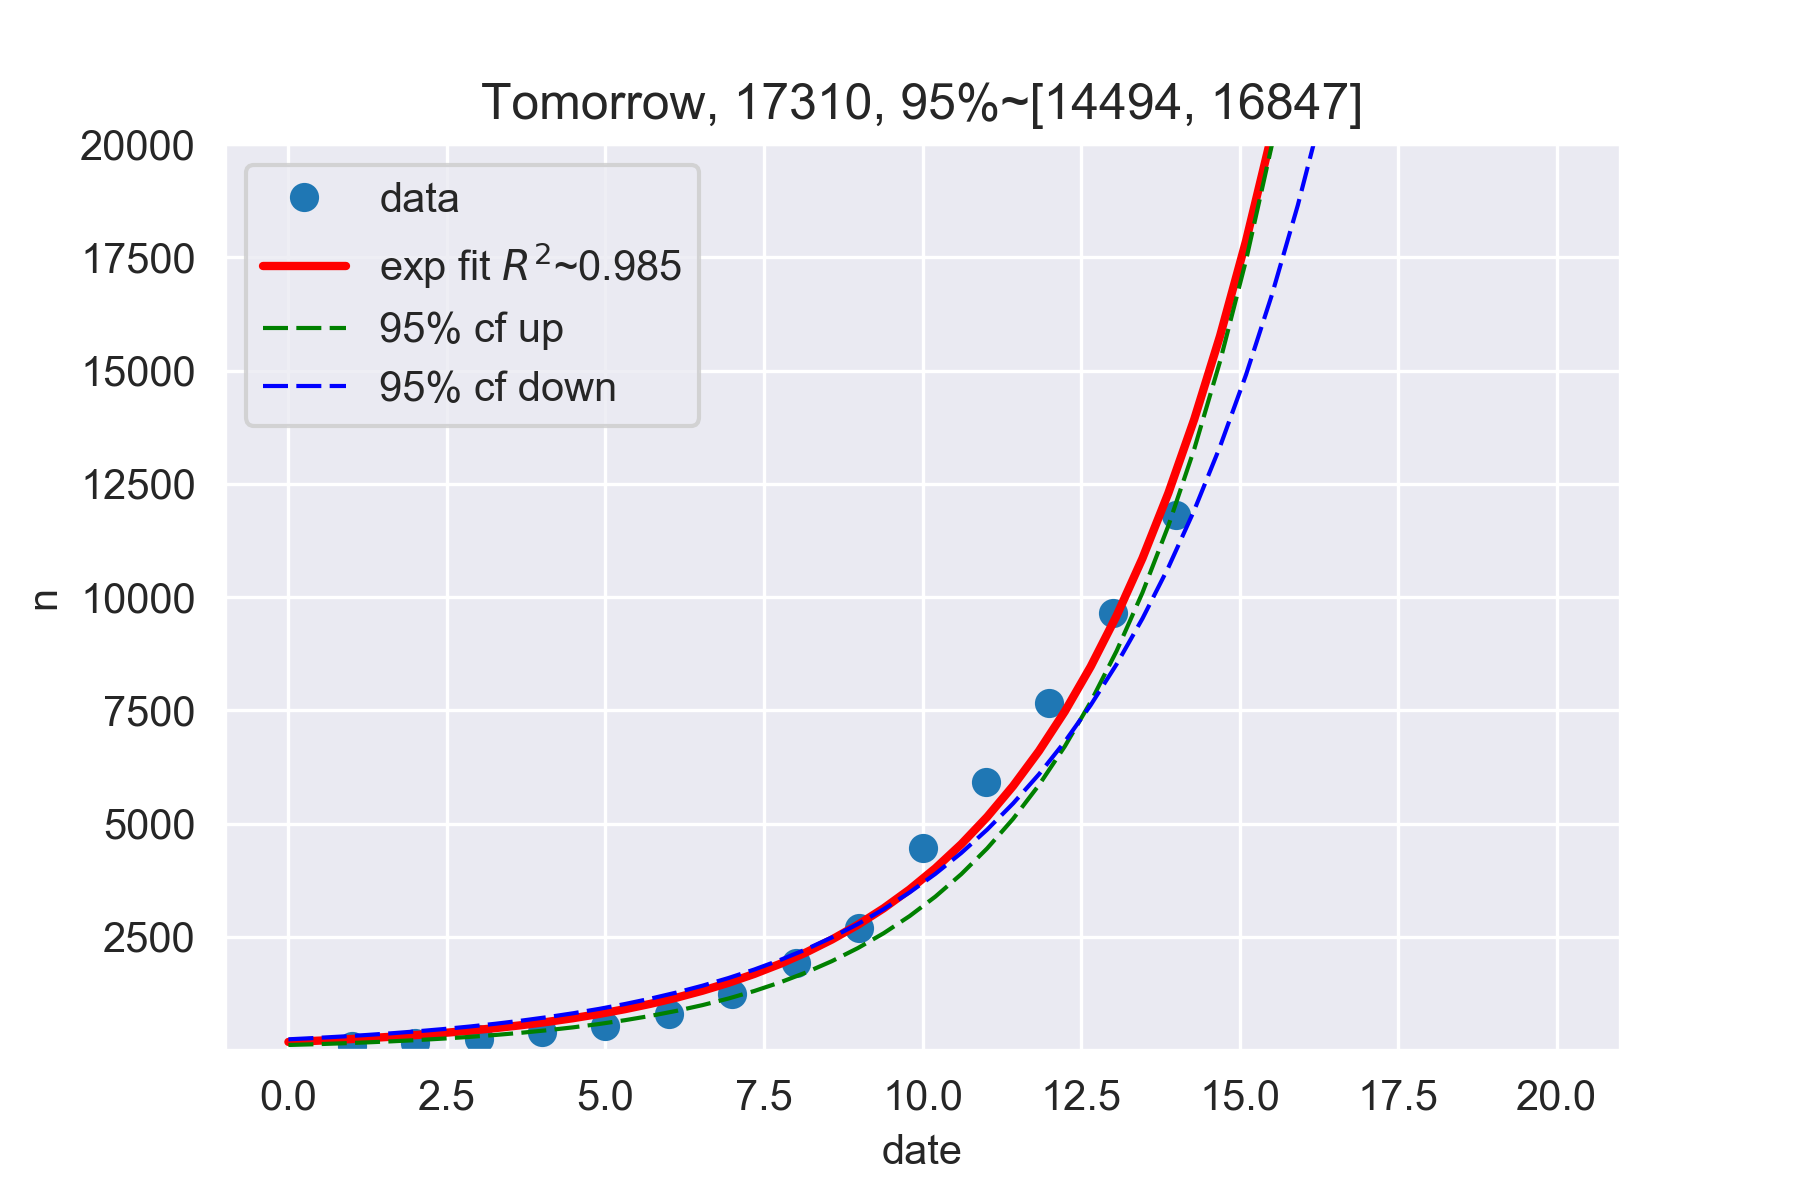 Tomorrow, 17310, 95%~[14494, 16847]
20000
17500
15000
12500
10000
7500
5000
2500
n
data
exp fit R²~0.985
95% cf up
95% cf down
0.0 2.5 5.0 7.5 10.0 12.5 15.0 17.5 20.0
date